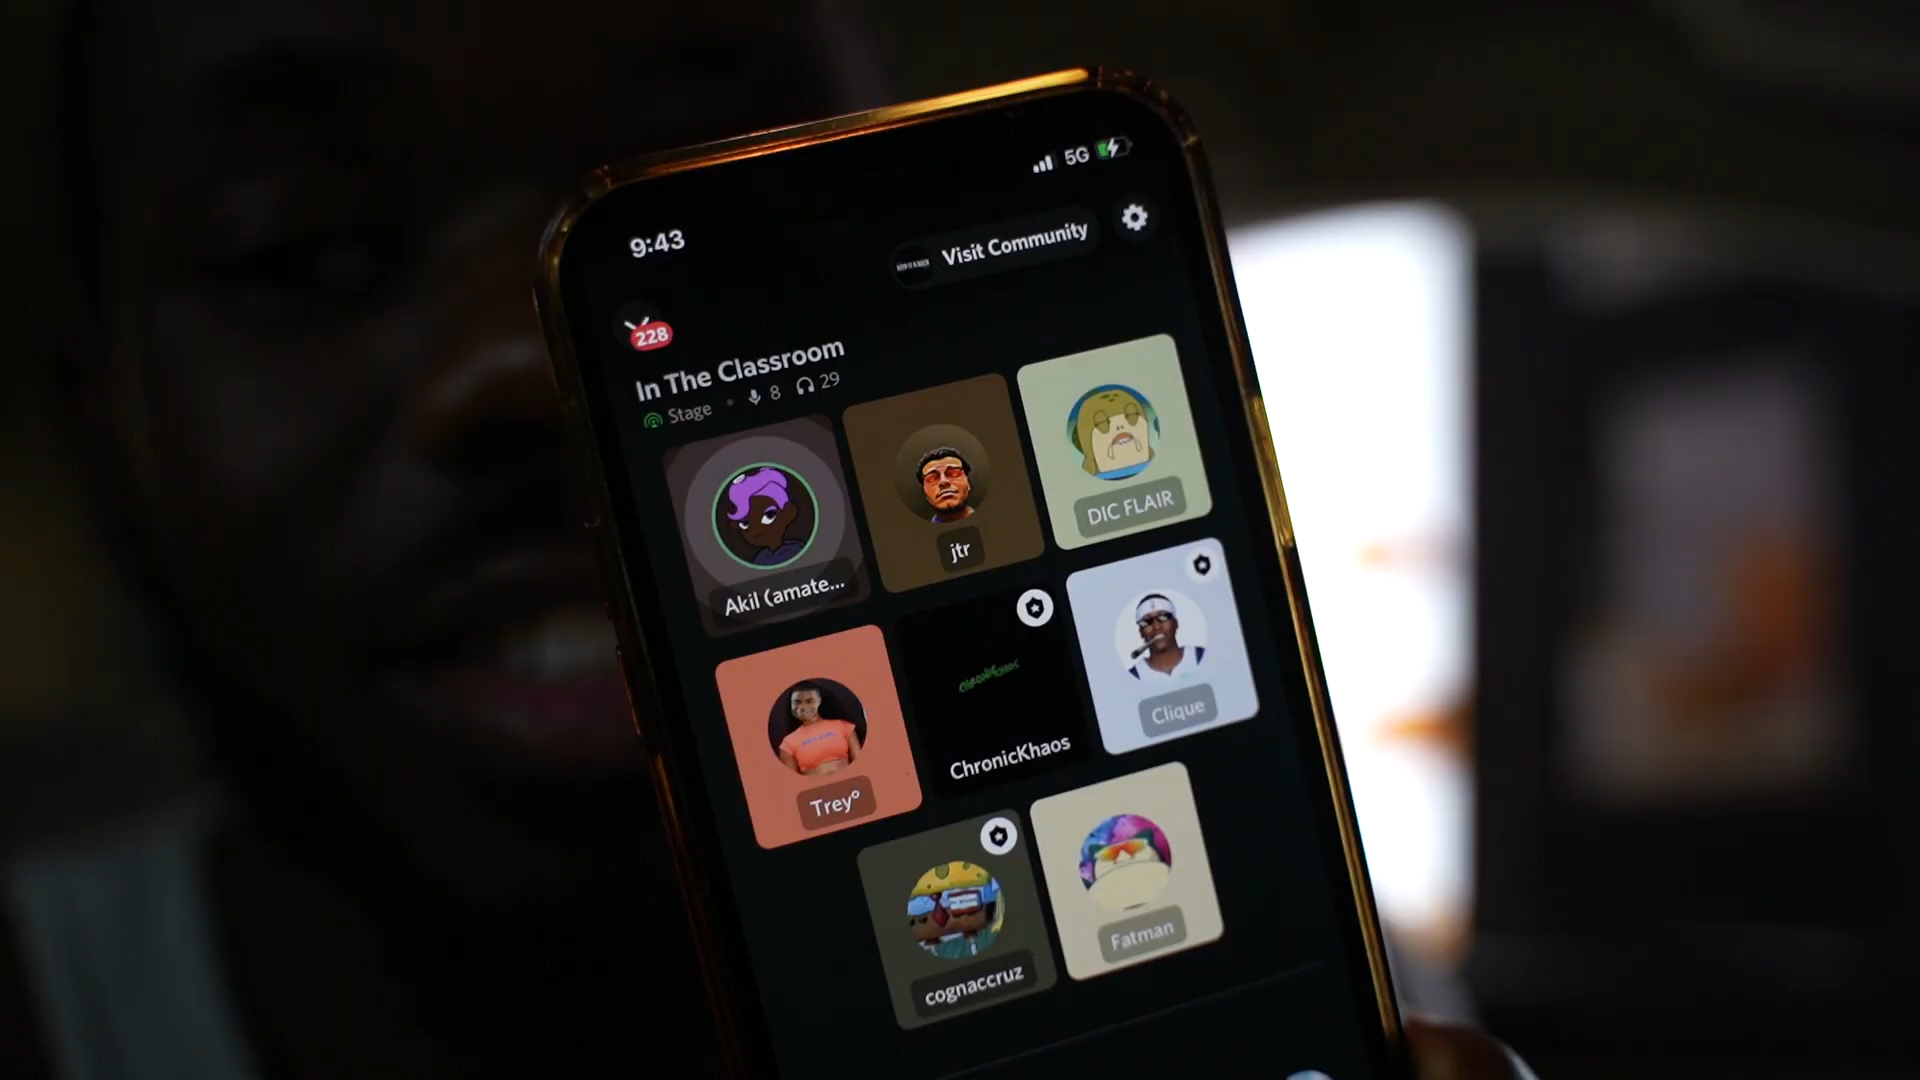 5G
9:43
Visit Community
228
In The Classroom
Stage • 8 29
Akil (amate...
jtr
DIC FLAIR
Trey°
CHRONICKHAOS
ChronicKhaos
Clique
cognaccruz
Fatman